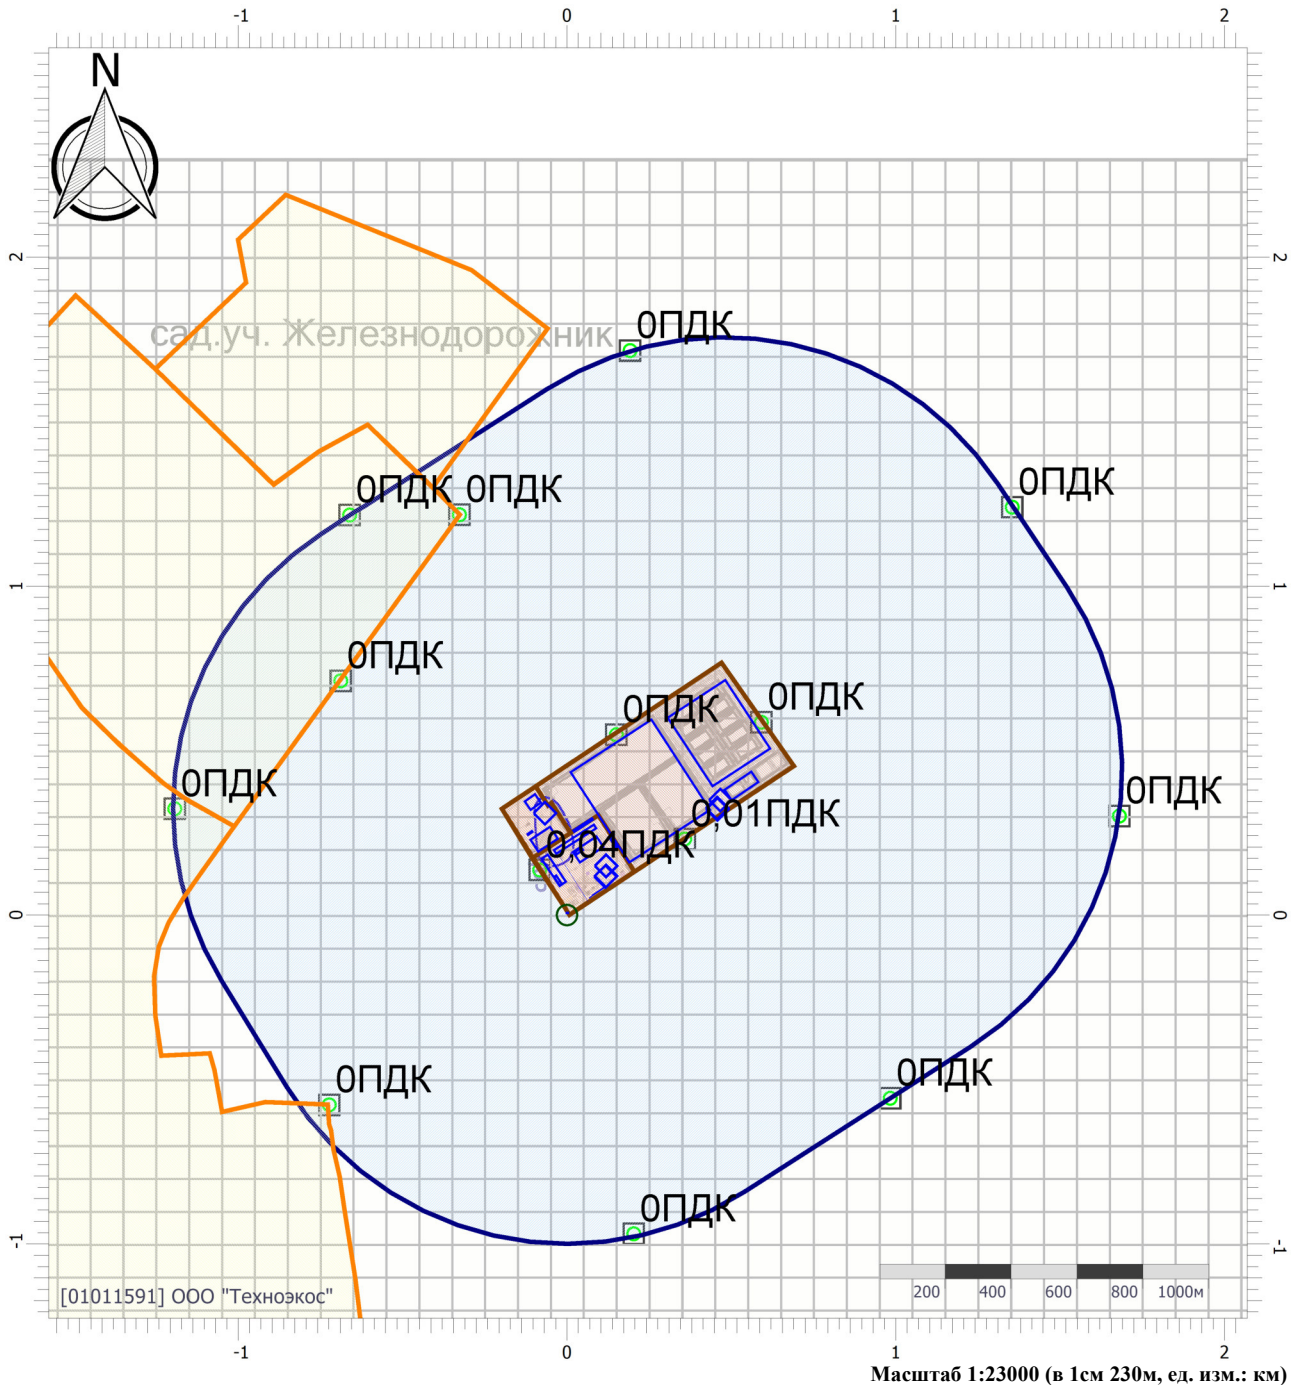 -1 0 1 2
N
2 2
сад.уч. Железнодорожник
0ПДК
0ПДК
0ПДК 0ПДК
1 1
0ПДК
0ПДК
0ПДК
0ПДК
0ПДК
0,01ПДК
0,04ПДК
0 0
0ПДК
0ПДК
0ПДК
-1 -1
200 400 600 800 1000м
[01011591] ООО "Техноэкос"
-1 0 1 2
Масштаб 1:23000 (в 1см 230м, ед. изм.: км)